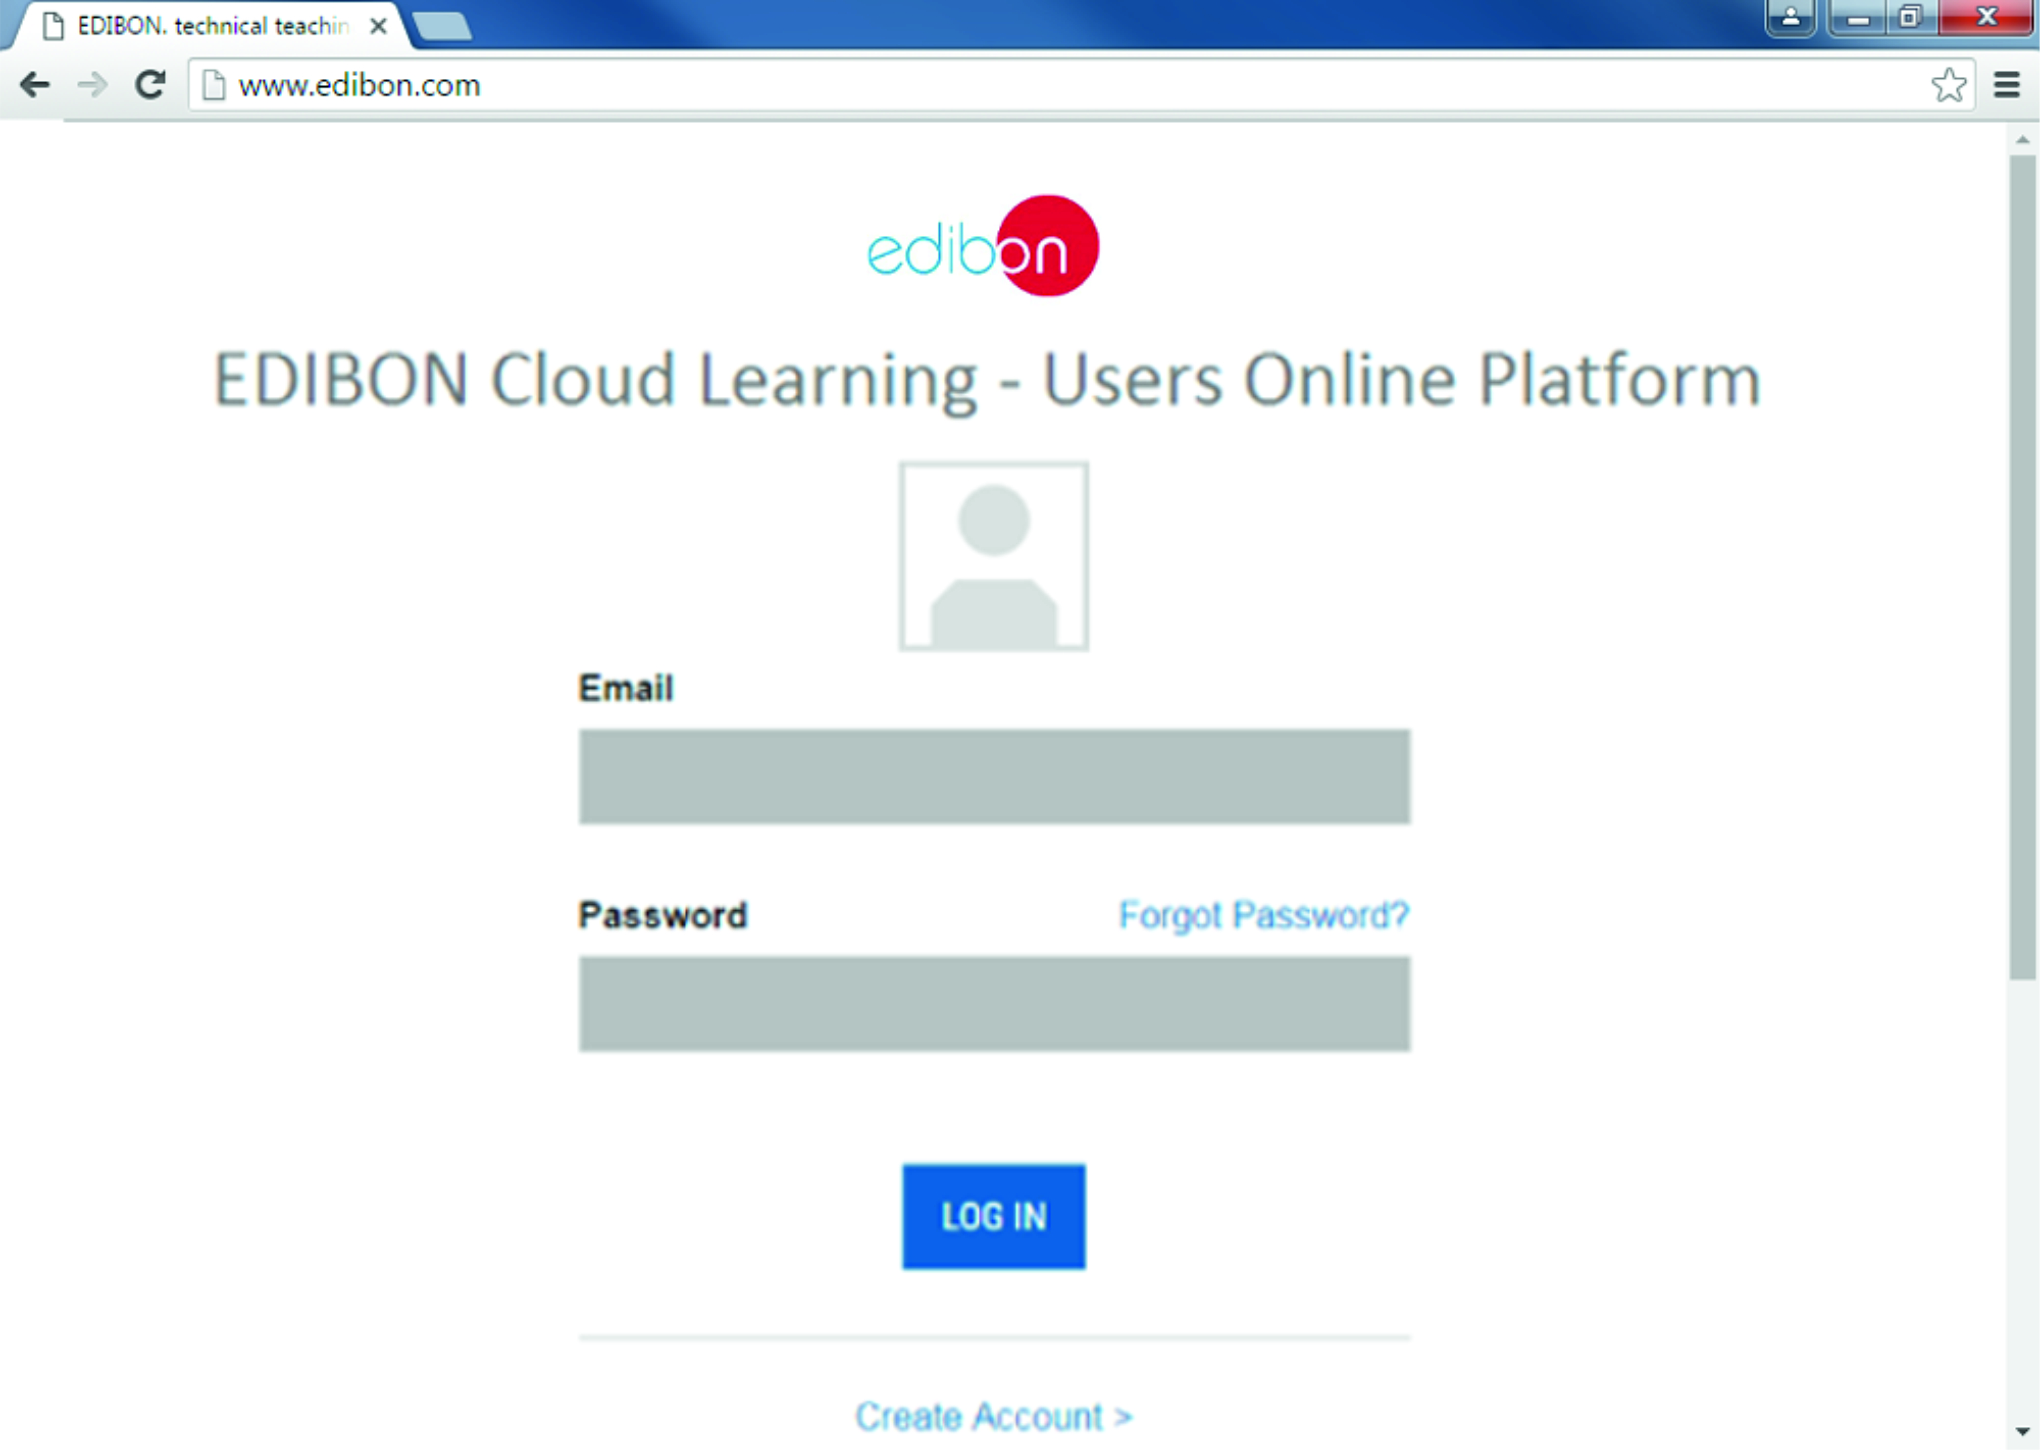 EDIBON. technical teachin
www.edibon.com
edibon
EDIBON Cloud Learning - Users Online Platform
Email
Password Forgot Password?
LOG IN
Create Account >